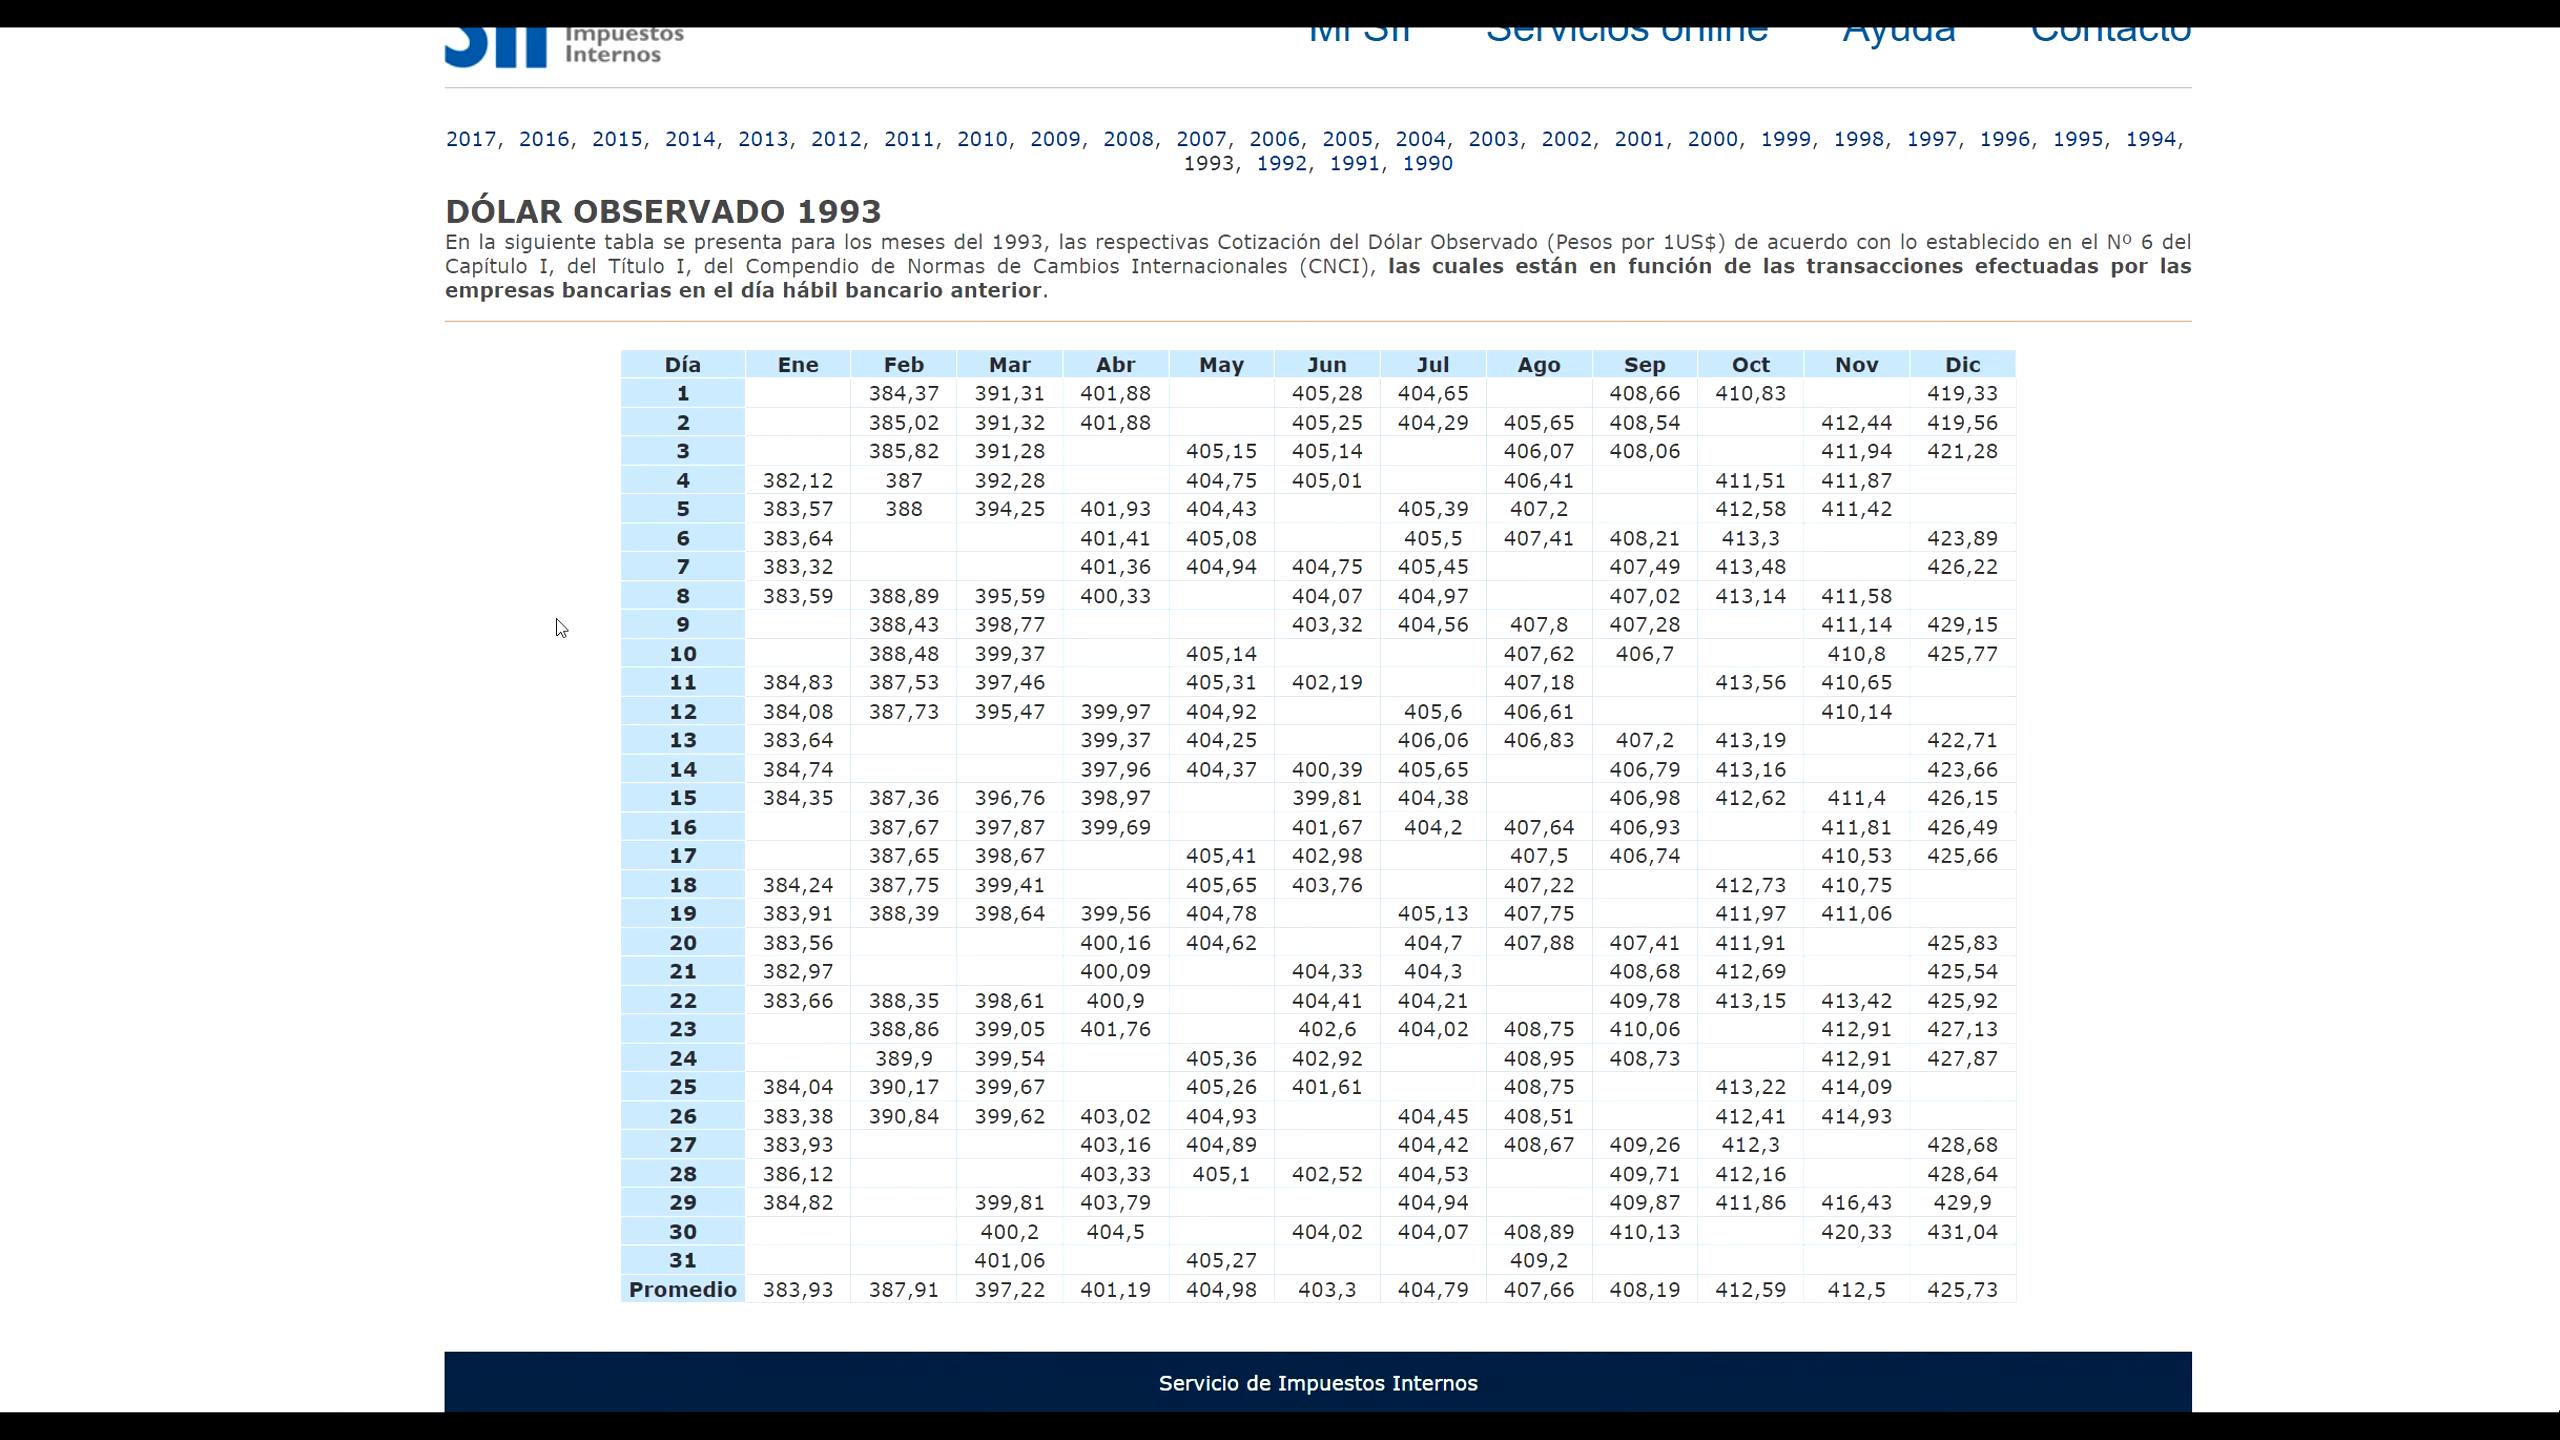 sii Impuestos
Internos
Mi SII Servicios online Ayuda Contacto
2017, 2016, 2015, 2014, 2013, 2012, 2011, 2010, 2009, 2008, 2007, 2006, 2005, 2004, 2003, 2002, 2001, 2000, 1999, 1998, 1997, 1996, 1995, 1994,
1993, 1992, 1991, 1990
DÓLAR OBSERVADO 1993
En la siguiente tabla se presenta para los meses del 1993, las respectivas Cotización del Dólar Observado (Pesos por 1US$) de acuerdo con lo establecido en el Nº 6 del
Capítulo I, del Título I, del Compendio de Normas de Cambios Internacionales (CNCI), las cuales están en función de las transacciones efectuadas por las
empresas bancarias en el día hábil bancario anterior.
Día Ene Feb Mar Abr May Jun Jul Ago Sep Oct Nov Dic
1 384,37 391,31 401,88 405,28 404,65 408,66 410,83 419,33
2 385,02 391,32 401,88 405,25 404,29 405,65 408,54 412,44 419,56
3 385,82 391,28 405,15 405,14 406,07 408,06 411,94 421,28
4 382,12 387 392,28 404,75 405,01 406,41 411,51 411,87
5 383,57 388 394,25 401,93 404,43 405,39 407,2 412,58 411,42
6 383,64 401,41 405,08 405,5 407,41 408,21 413,3 423,89
7 383,32 401,36 404,94 404,75 405,45 407,49 413,48 426,22
8 383,59 388,89 395,59 400,33 404,07 404,97 407,02 413,14 411,58
9 388,43 398,77 403,32 404,56 407,8 407,28 411,14 429,15
10 388,48 399,37 405,14 407,62 406,7 410,8 425,77
11 384,83 387,53 397,46 405,31 402,19 407,18 413,56 410,65
12 384,08 387,73 395,47 399,97 404,92 405,6 406,61 410,14
13 383,64 399,37 404,25 406,06 406,83 407,2 413,19 422,71
14 384,74 397,96 404,37 400,39 405,65 406,79 413,16 423,66
15 384,35 387,36 396,76 398,97 399,81 404,38 406,98 412,62 411,4 426,15
16 387,67 397,87 399,69 401,67 404,2 407,64 406,93 411,81 426,49
17 387,65 398,67 405,41 402,98 407,5 406,74 410,53 425,66
18 384,24 387,75 399,41 405,65 403,76 407,22 412,73 410,75
19 383,91 388,39 398,64 399,56 404,78 405,13 407,75 411,97 411,06
20 383,56 400,16 404,62 404,7 407,88 407,41 411,91 425,83
21 382,97 400,09 404,33 404,3 408,68 412,69 425,54
22 383,66 388,35 398,61 400,9 404,41 404,21 409,78 413,15 413,42 425,92
23 388,86 399,05 401,76 402,6 404,02 408,75 410,06 412,91 427,13
24 389,9 399,54 405,36 402,92 408,95 408,73 412,91 427,87
25 384,04 390,17 399,67 405,26 401,61 408,75 413,22 414,09
26 383,38 390,84 399,62 403,02 404,93 404,45 408,51 412,41 414,93
27 383,93 403,16 404,89 404,42 408,67 409,26 412,3 428,68
28 386,12 403,33 405,1 402,52 404,53 409,71 412,16 428,64
29 384,82 399,81 403,79 404,94 409,87 411,86 416,43 429,9
30 400,2 404,5 404,02 404,07 408,89 410,13 420,33 431,04
31 401,06 405,27 409,2
Promedio 383,93 387,91 397,22 401,19 404,98 403,3 404,79 407,66 408,19 412,59 412,5 425,73
Servicio de Impuestos Internos